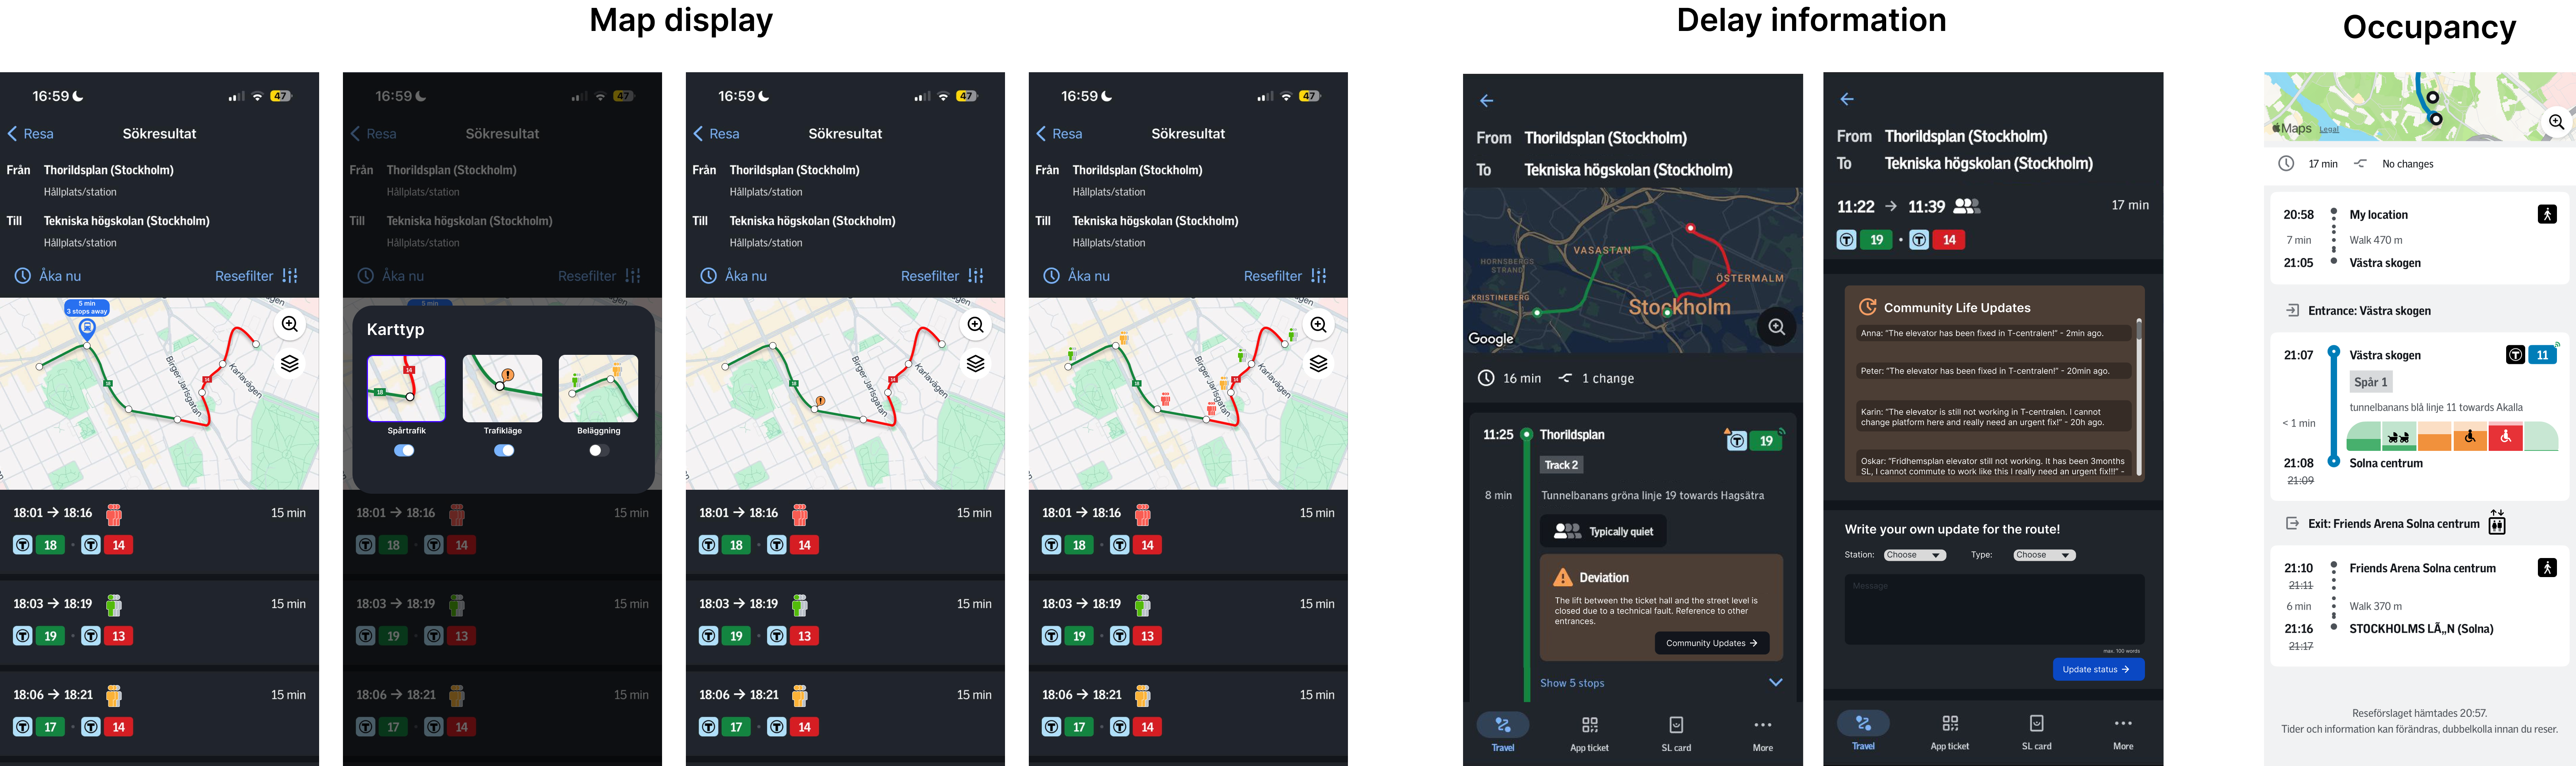 Map display
Delay information
Occupancy
16:59
47
Resa
Sökresultat
Från
Thorildsplan (Stockholm)
Hållplats/station
Till
Tekniska högskolan (Stockholm)
Hållplats/station
Åka nu
Resefilter
5 min
3 stops away
Birger Jarlsgatan
Karlavägen
18
14
18:01 → 18:16
15 min
T 18 • T 14
18:03 → 18:19
15 min
T 19 • T 13
18:06 → 18:21
15 min
T 17 • T 14
16:59
47
Resa
Sökresultat
Från
Thorildsplan (Stockholm)
Hållplats/station
Till
Tekniska högskolan (Stockholm)
Hållplats/station
Åka nu
Resefilter
5 min
Karttyp
14
18
Spårtrafik
Trafikläge
Beläggning
18:01 → 18:16
15 min
T 18 • T 14
18:03 → 18:19
15 min
T 19 • T 13
18:06 → 18:21
15 min
T 17 • T 14
16:59
47
Resa
Sökresultat
Från
Thorildsplan (Stockholm)
Hållplats/station
Till
Tekniska högskolan (Stockholm)
Hållplats/station
Åka nu
Resefilter
Birger Jarlsgatan
Karlavägen
18
14
18:01 → 18:16
15 min
T 18 • T 14
18:03 → 18:19
15 min
T 19 • T 13
18:06 → 18:21
15 min
T 17 • T 14
16:59
47
Resa
Sökresultat
Från
Thorildsplan (Stockholm)
Hållplats/station
Till
Tekniska högskolan (Stockholm)
Hållplats/station
Åka nu
Resefilter
Birger Jarlsgatan
Karlavägen
18
14
18:01 → 18:16
15 min
T 18 • T 14
18:03 → 18:19
15 min
T 19 • T 13
18:06 → 18:21
15 min
T 17 • T 14
From Thorildsplan (Stockholm)
To Tekniska högskolan (Stockholm)
VASASTAN
HORNSBERGS
STRAND
ÖSTERMALM
KRISTINEBERG
Stockholm
Google
16 min
1 change
11:25
Thorildsplan
T 19
Track 2
8 min
Tunnelbanans gröna linje 19 towards Hagsätra
Typically quiet
Deviation
The lift between the ticket hall and the street level is
closed due to a technical fault. Reference to other
entrances.
Community Updates →
Show 5 stops
Travel
App ticket
SL card
More
From Thorildsplan (Stockholm)
To Tekniska högskolan (Stockholm)
11:22 → 11:39
17 min
T 19 • T 14
Community Life Updates
Anna: "The elevator has been fixed in T-centralen!" - 2min ago.
Peter: "The elevator has been fixed in T-centralen!" - 20min ago.
Karin: "The elevator is still not working in T-centralen. I cannot
change platform here and really need an urgent fix!" - 20h ago.
Oskar: "Fridhemsplan elevator still not working. It has been 3months
SL, I cannot commute to work like this I really need an urgent fix!!!" -
Write your own update for the route!
Station: Choose
Type: Choose
Message
max. 100 words
Update status →
Travel
App ticket
SL card
More
Maps
Legal
17 min
No changes
20:58
My location
7 min
Walk 470 m
21:05
Västra skogen
Entrance: Västra skogen
21:07
Västra skogen
T 11
Spår 1
tunnelbanans blå linje 11 towards Akalla
< 1 min
21:08
Solna centrum
21:09
Exit: Friends Arena Solna centrum
21:10
Friends Arena Solna centrum
21:11
6 min
Walk 370 m
21:16
STOCKHOLMS LÃ„N (Solna)
21:17
Reseförslaget hämtades 20:57.
Tider och information kan förändras, dubbelkolla innan du reser.